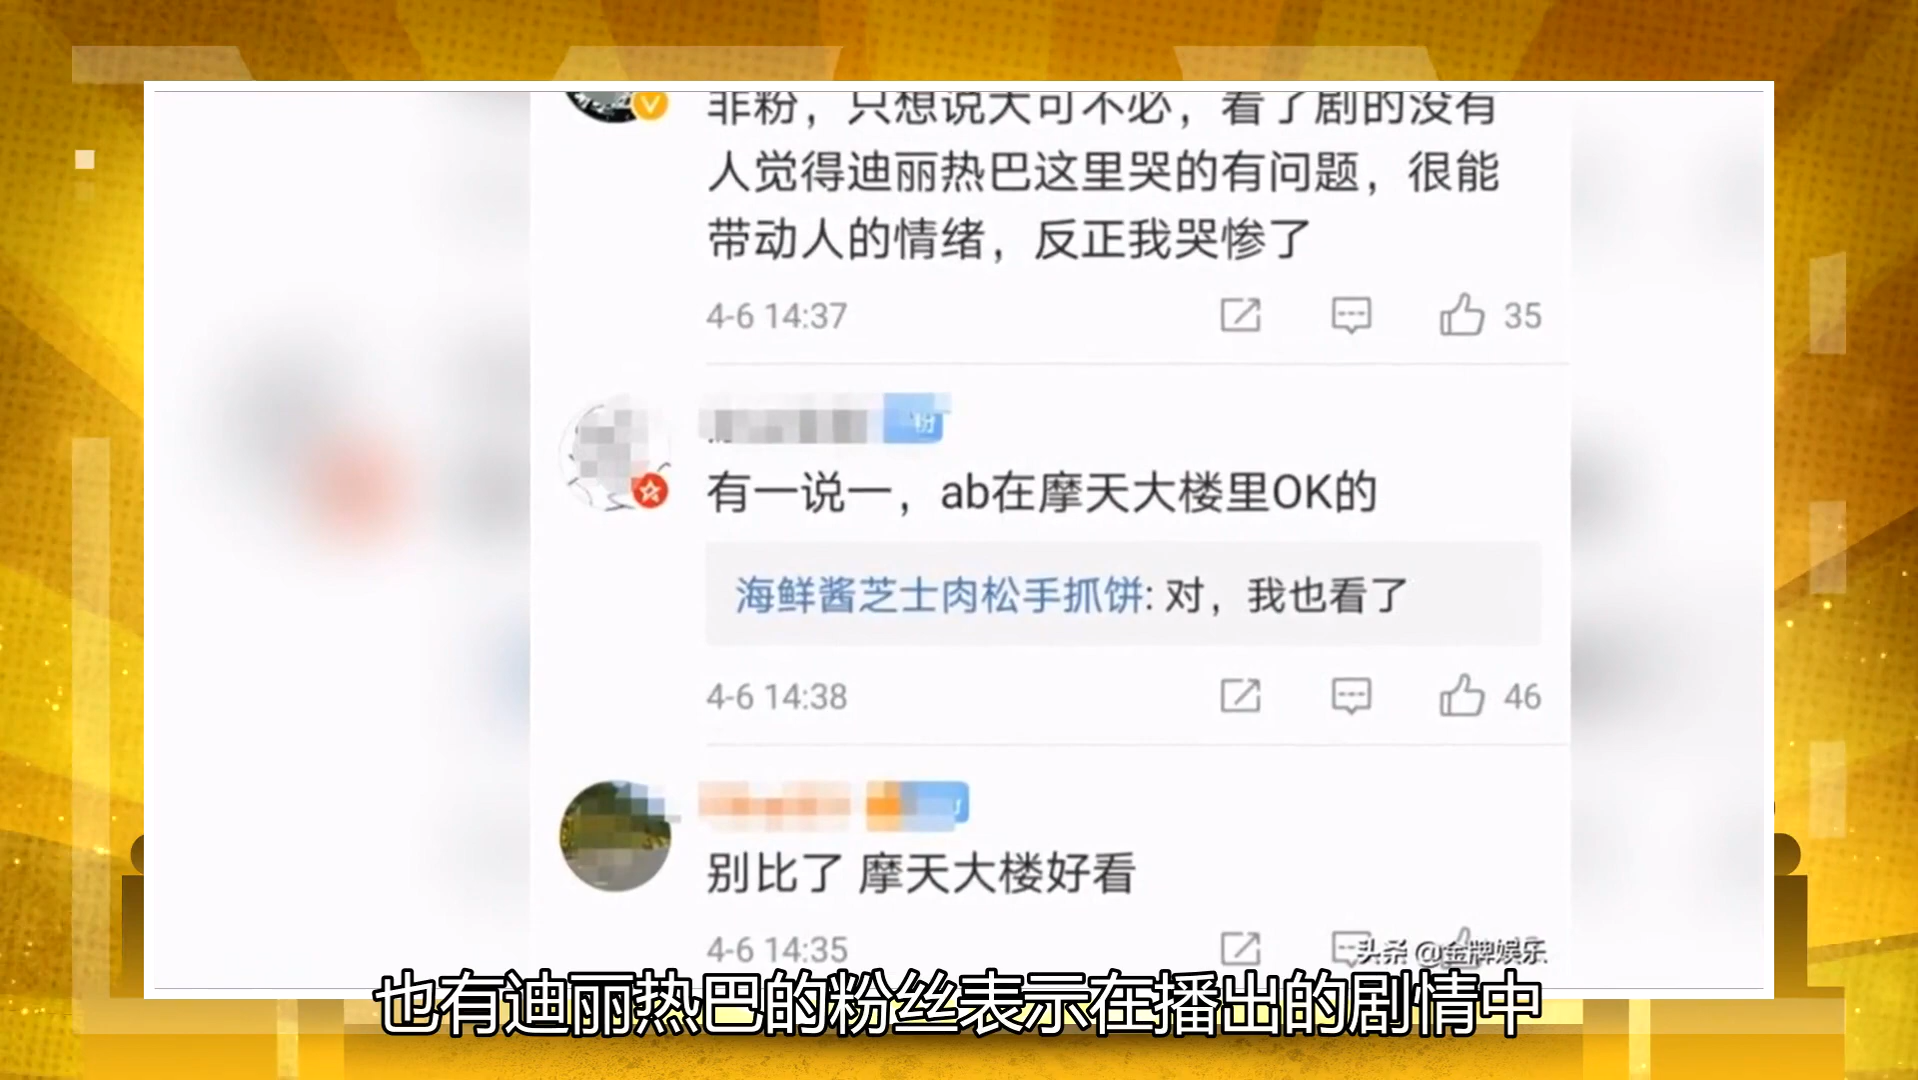 非粉，只想说大可不必，看了剧的没有
人觉得迪丽热巴这里哭的有问题，很能
带动人的情绪，反正我哭惨了
4-6 14:37
35
粉
有一说一，ab在摩天大楼里OK的
海鲜酱芝士肉松手抓饼: 对，我也看了
4-6 14:38
46
别比了 摩天大楼好看
4-6 14:35
头条 @金牌娱乐
也有迪丽热巴的粉丝表示在播出的剧情中